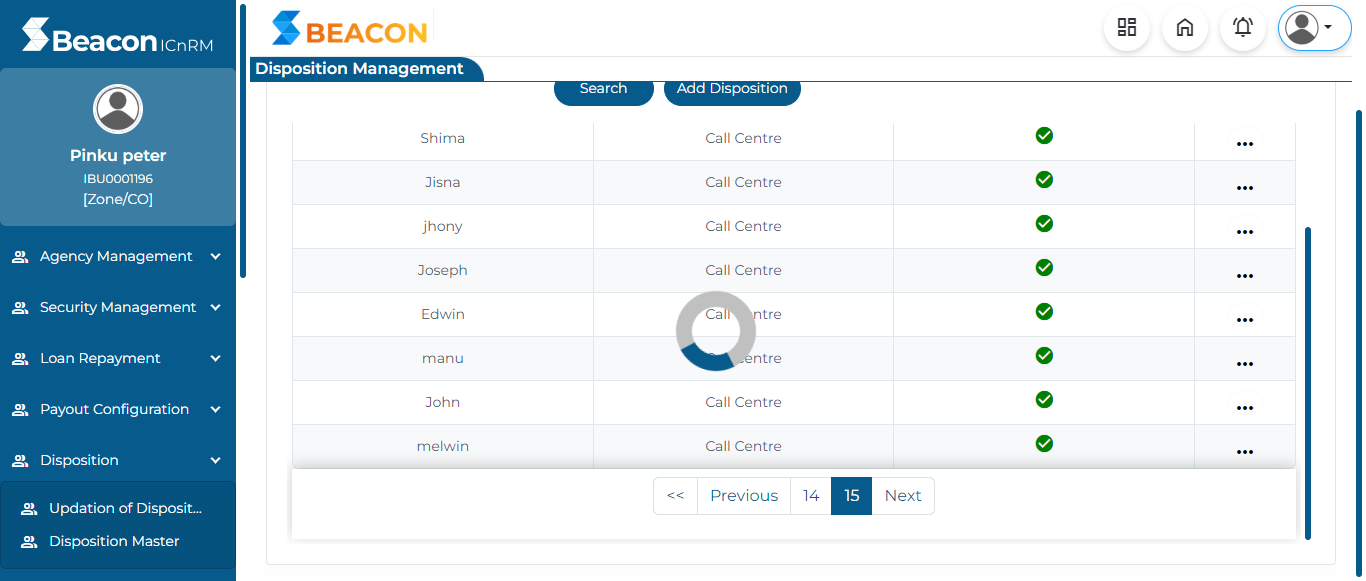 Beacon ICnRM
BEACON
Disposition Management
Pinku peter
IBU0001196
[Zone/CO]
Agency Management
Security Management
Loan Repayment
Payout Configuration
Disposition
Updation of Disposit...
Disposition Master
Search Add Disposition
Shima Call Centre
Jisna Call Centre
jhony Call Centre
Joseph Call Centre
Edwin Call Centre
manu Centre
John Call Centre
melwin Call Centre
<< Previous 14 15 Next